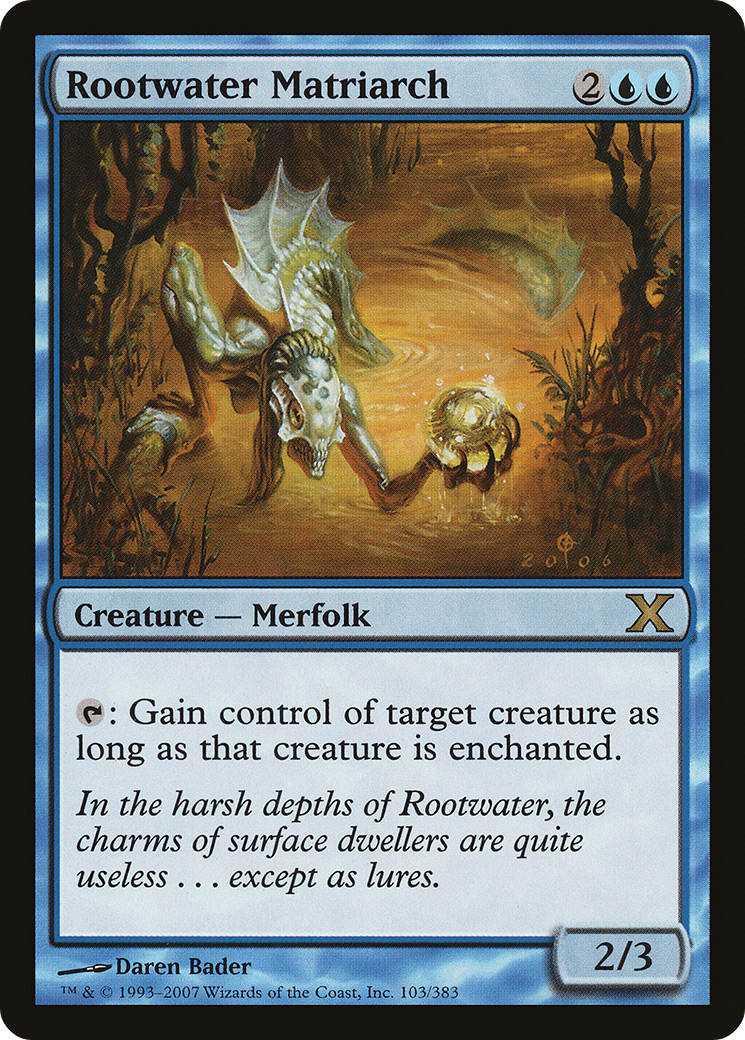 Rootwater Matriarch 2
2006
Creature — Merfolk X
: Gain control of target creature as
long as that creature is enchanted.
In the harsh depths of Rootwater, the
charms of surface dwellers are quite
useless . . . except as lures.
2/3
Daren Bader
™ & © 1993–2007 Wizards of the Coast, Inc. 103/383